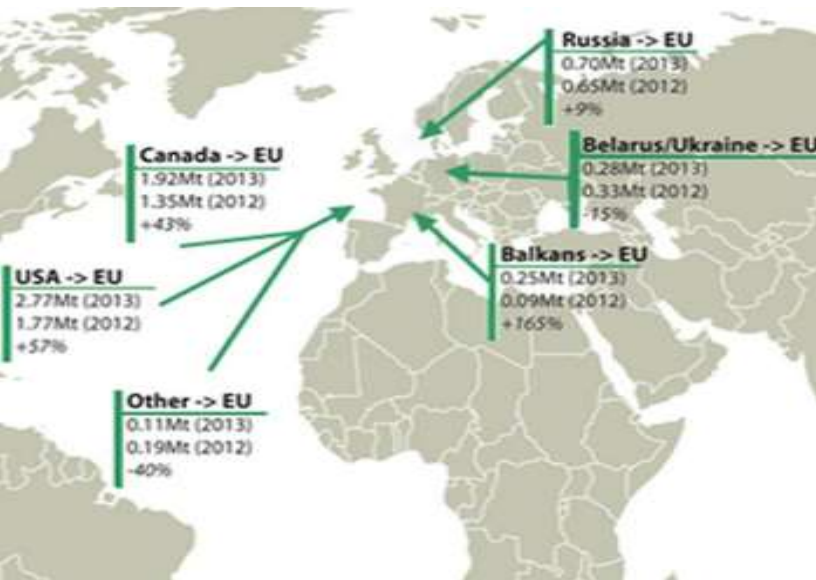 Russia -> EU
0.70Mt (2013)
0.65Mt (2012)
+9%
Belarus/Ukraine -> EU
0.28Mt (2013)
0.33Mt (2012)
-15%
Canada -> EU
1.92Mt (2013)
1.35Mt (2012)
+43%
Balkans -> EU
0.25Mt (2013)
0.09Mt (2012)
+165%
USA -> EU
2.77Mt (2013)
1.77Mt (2012)
+57%
Other -> EU
0.11Mt (2013)
0.19Mt (2012)
-40%